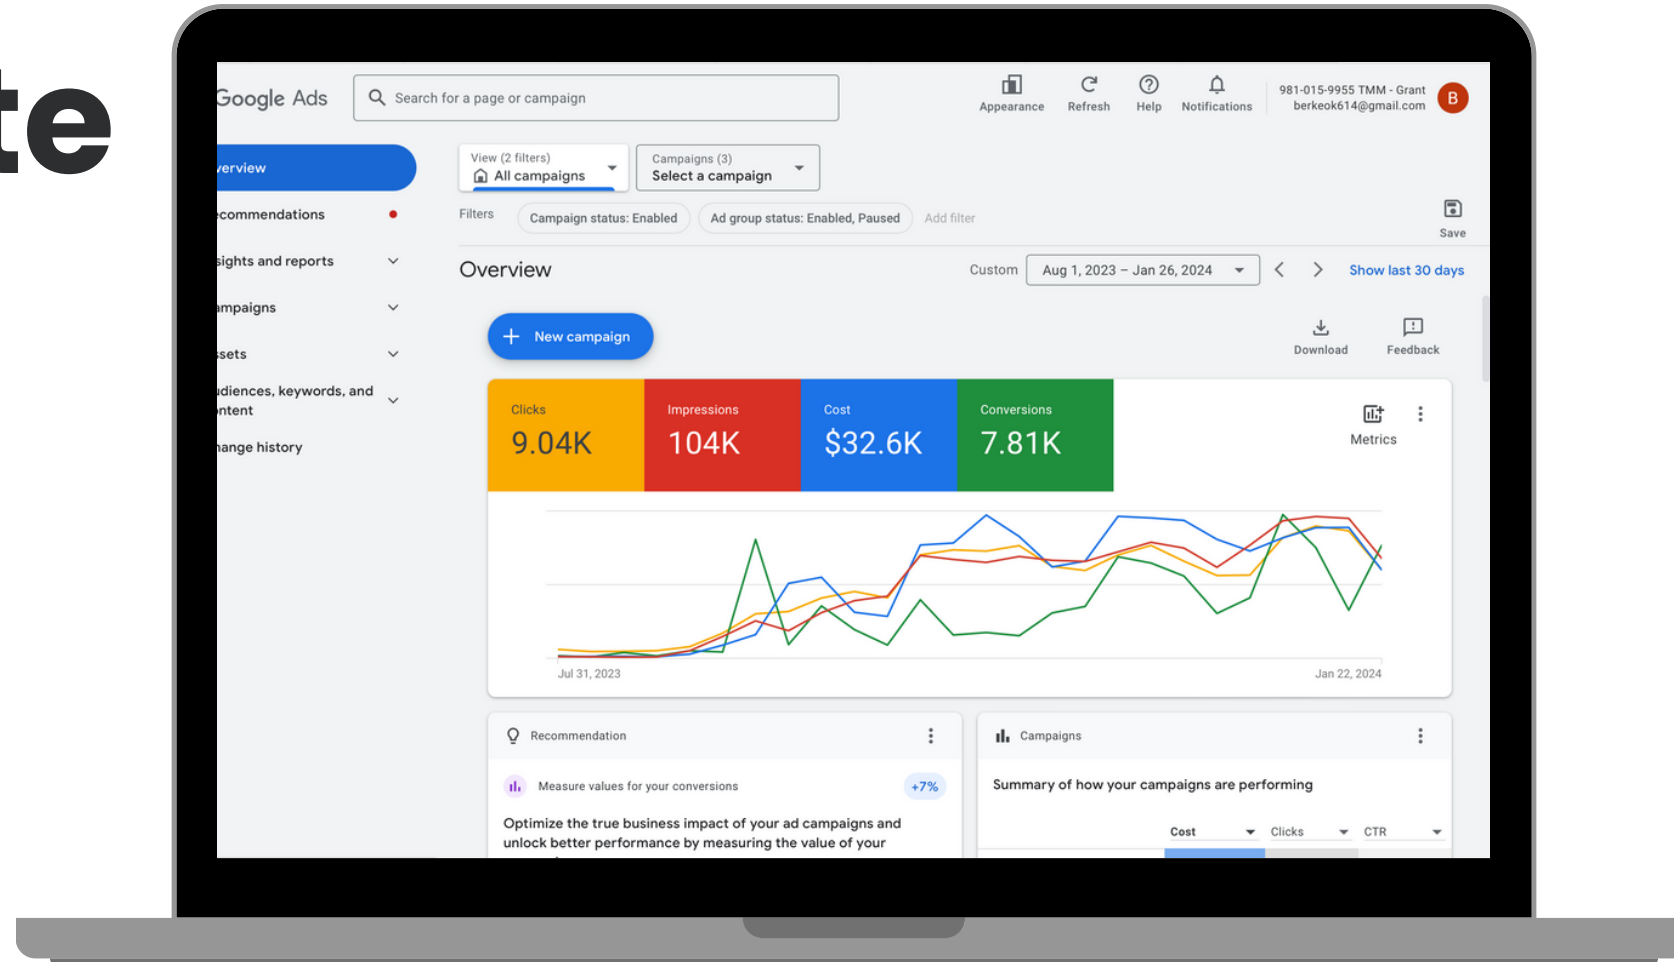 te
Google Ads
Search for a page or campaign
Appearance
Refresh
Help
Notifications
981-015-9955 TMM - Grant
berkeok614@gmail.com
B
verview
View (2 filters)
All campaigns
Campaigns (3)
Select a campaign
ecommendations
Filters
Campaign status: Enabled
Ad group status: Enabled, Paused
Add filter
Save
sights and reports
Overview
Custom
Aug 1, 2023 – Jan 26, 2024
Show last 30 days
ampaigns
New campaign
Download
Feedback
ssets
udiences, keywords, and
ntent
hange history
Clicks
9.04K
Impressions
104K
Cost
$32.6K
Conversions
7.81K
Metrics
Jul 31, 2023
Jan 22, 2024
Recommendation
Measure values for your conversions
+7%
Optimize the true business impact of your ad campaigns and
unlock better performance by measuring the value of your
Campaigns
Summary of how your campaigns are performing
Cost
Clicks
CTR